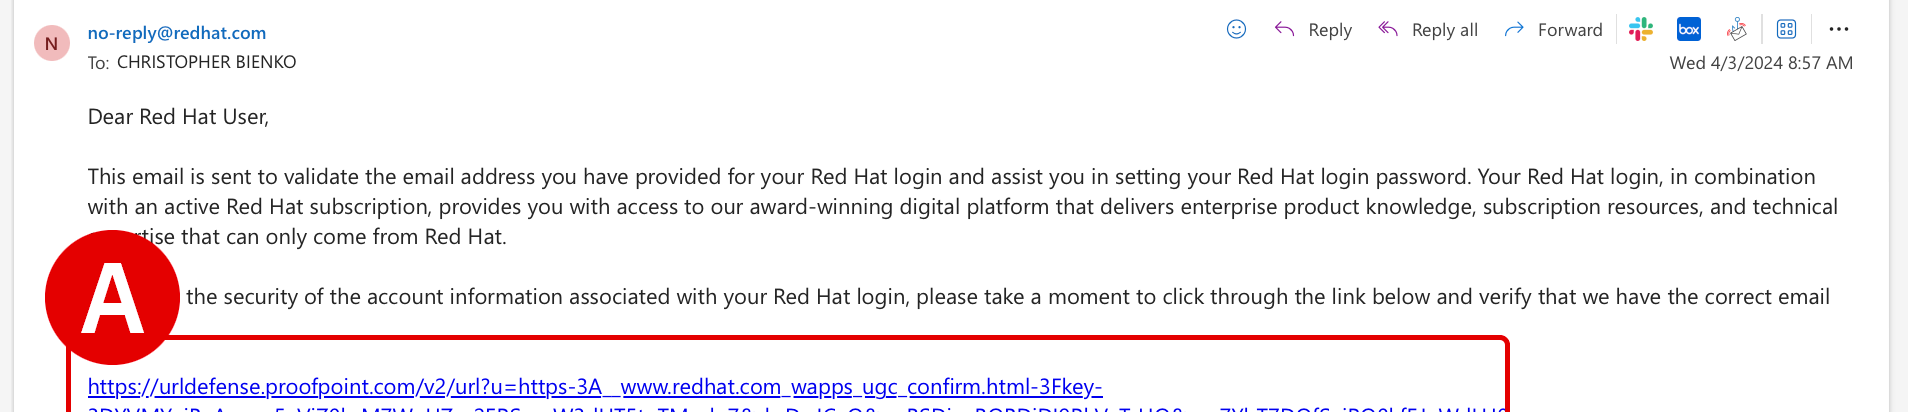 N
no-reply@redhat.com
To: CHRISTOPHER BIENKO
Reply
Reply all
Forward
box
Wed 4/3/2024 8:57 AM
Dear Red Hat User,
This email is sent to validate the email address you have provided for your Red Hat login and assist you in setting your Red Hat login password. Your Red Hat login, in combination
with an active Red Hat subscription, provides you with access to our award-winning digital platform that delivers enterprise product knowledge, subscription resources, and technical
that can only come from Red Hat.
A
the security of the account information associated with your Red Hat login, please take a moment to click through the link below and verify that we have the correct email
https://urldefense.proofpoint.com/v2/url?u=https-3A__www.redhat.com_wapps_ugc_confirm.html-3Fkey-